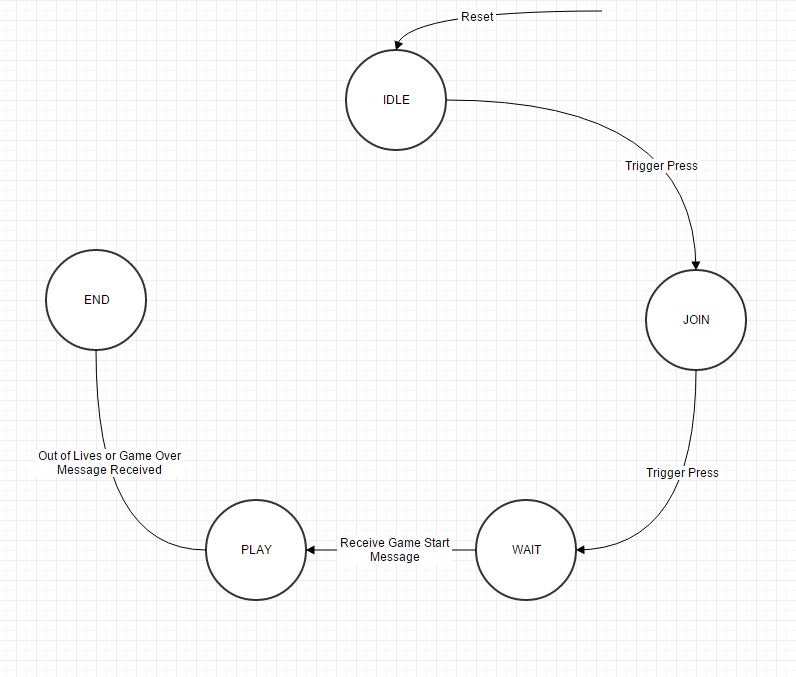 Reset
IDLE
Trigger Press
END
JOIN
Out of Lives or Game Over
Message Received
Trigger Press
PLAY
Receive Game Start
Message
WAIT